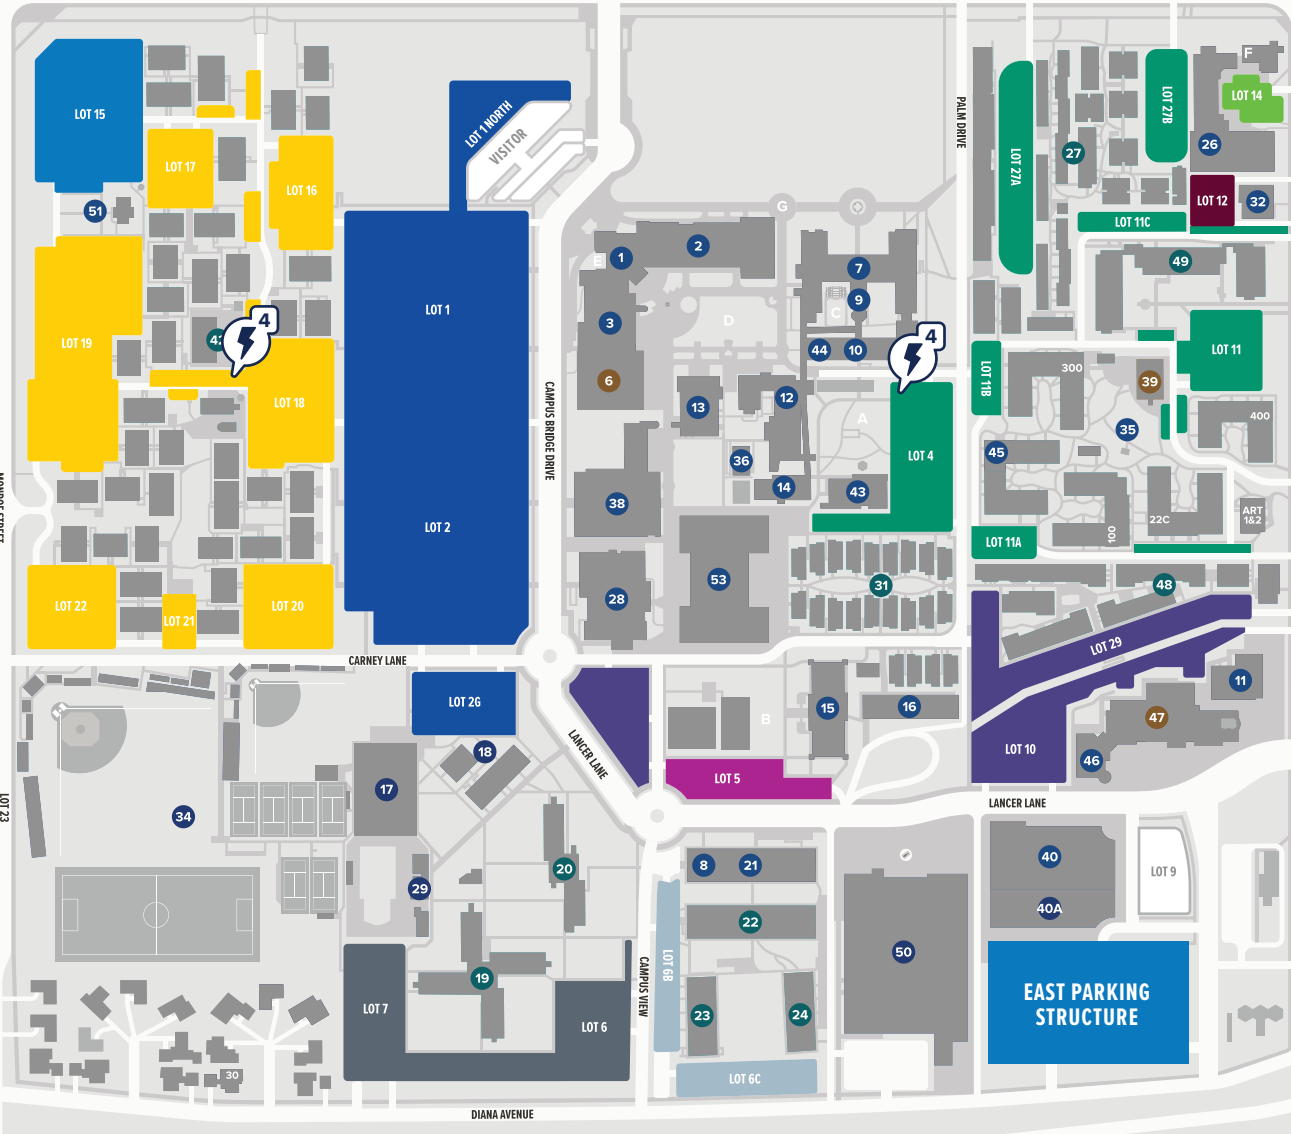 LOT 15
LOT 17
LOT 16
51
LOT 19
42
4
LOT 18
LOT 22
LOT 21
LOT 20
MONROE STREET
LOT 1 NORTH
VISITOR
LOT 1
LOT 2
CAMPUS BRIDGE DRIVE
CARNEY LANE
G
1
2
E
3
6
D
7
9
C
44
10
4
12
13
A
36
14
43
LOT 4
38
53
28
31
PALM DRIVE
LOT 27A
27
LOT 27B
F
LOT 14
26
LOT 12
32
LOT 11C
49
LOT 11
LOT 11B
300
39
35
400
45
22C
100
ART
1&2
LOT 11A
48
LOT 29
11
47
46
LOT 10
LANCER LANE
LOT 2G
LANCER LANE
18
17
B
15
16
LOT 5
34
LOT 23
20
29
19
8
21
22
LOT 6B
CAMPUS VIEW
23
24
LOT 6C
50
40
40A
LOT 9
EAST PARKING
STRUCTURE
LOT 7
LOT 6
30
DIANA AVENUE